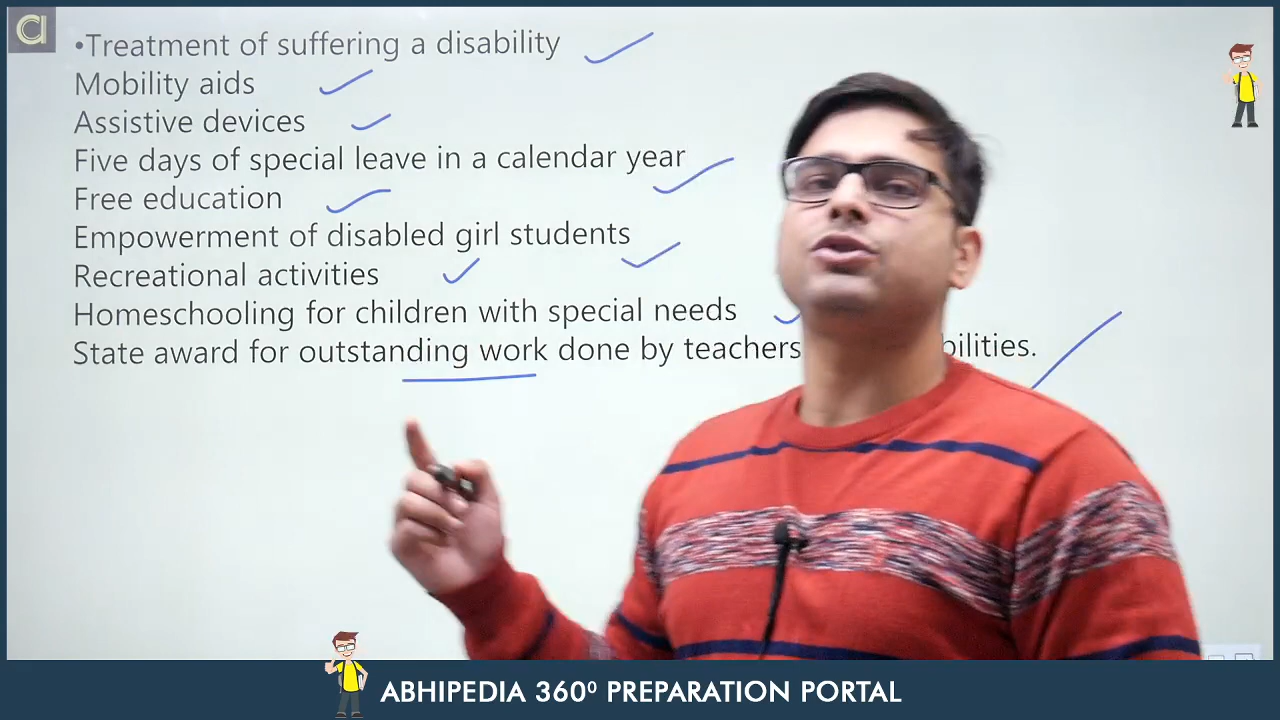 •Treatment of suffering a disability
Mobility aids
Assistive devices
Five days of special leave in a calendar year
Free education
Empowerment of disabled girl students
Recreational activities
Homeschooling for children with special needs
State award for outstanding work done by teachers bilities.
ABHIPEDIA 360⁰ PREPARATION PORTAL